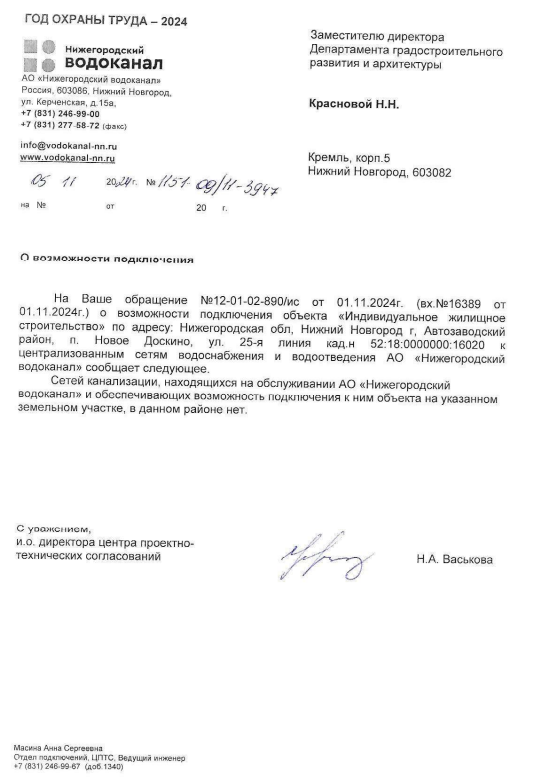 ГОД ОХРАНЫ ТРУДА – 2024
Нижегородский
ВОДОКАНАЛ
АО «Нижегородский водоканал»
Россия, 603086, Нижний Новгород,
ул. Керченская, д.15а,
+7 (831) 246-99-00
+7 (831) 277-58-72 (факс)
info@vodokanal-nn.ru
www.vodokanal-nn.ru
05 11 2024г. № 1151-09/11-3947
на № от 20 г.
Заместителю директора
Департамента градостроительного
развития и архитектуры
Красновой Н.Н.
Кремль, корп.5
Нижний Новгород, 603082
О возможности подключения
На Ваше обращение №12-01-02-890/ис от 01.11.2024г. (вх.№16389 от
01.11.2024г.) о возможности подключения объекта «Индивидуальное жилищное
строительство» по адресу: Нижегородская обл, Нижний Новгород г, Автозаводский
район, п. Новое Доскино, ул. 25-я линия кад.н 52:18:0000000:16020 к
централизованным сетям водоснабжения и водоотведения АО «Нижегородский
водоканал» сообщает следующее.
Сетей канализации, находящихся на обслуживании АО «Нижегородский
водоканал» и обеспечивающих возможность подключения к ним объекта на указанном
земельном участке, в данном районе нет.
С уважением,
и.о. директора центра проектно-
технических согласований
Н.А. Васькова
Масина Анна Сергеевна
Отдел подключений, ЦПТС, Ведущий инженер
+7 (831) 246-99-67 (доб.1340)